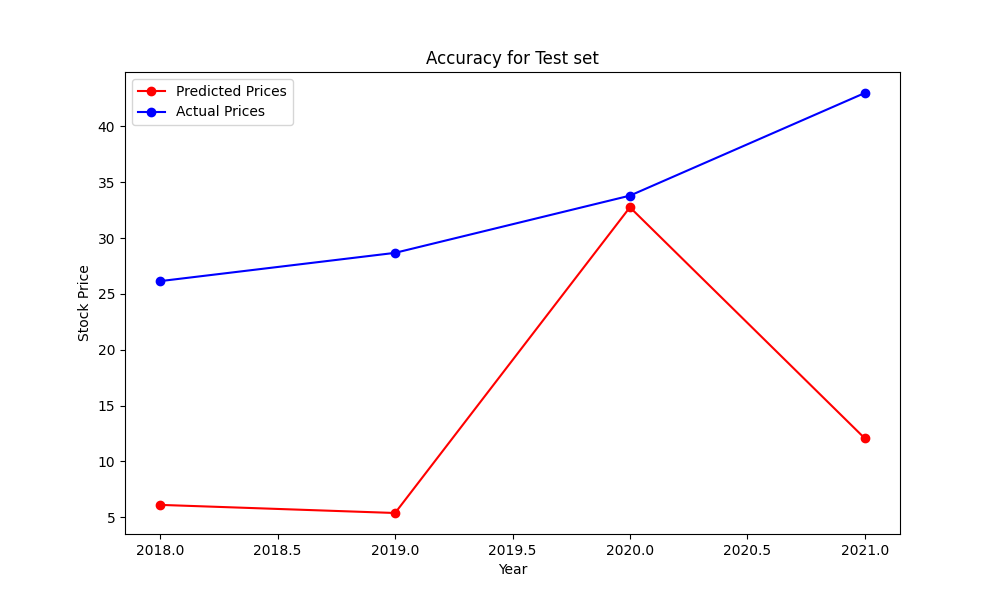 Accuracy for Test set
Predicted Prices
Actual Prices
40
35
30
25
20
15
10
5
Stock Price
2018.0 2018.5 2019.0 2019.5 2020.0 2020.5 2021.0
Year